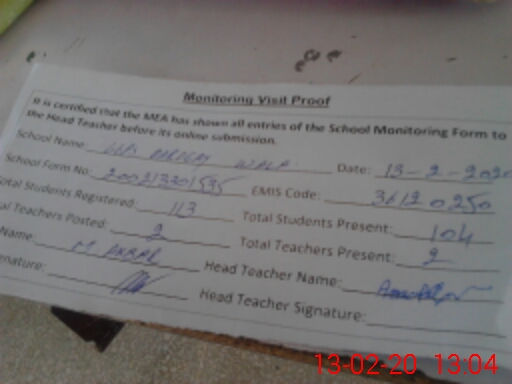 Monitoring Visit Proof
It is certified that the MEA has shown all entries of the School Monitoring Form to
the Head Teacher before its online submission.
School Name: WALA Date: 13-2-2020
School Form No: 200213301535 EMIS Code: 36120250
Total Students Registered: 113 Total Students Present: 104
Teachers Posted: 2 Total Teachers Present: 2
Name: M Head Teacher Name:
Signature: Head Teacher Signature:
13-02-20 13:04